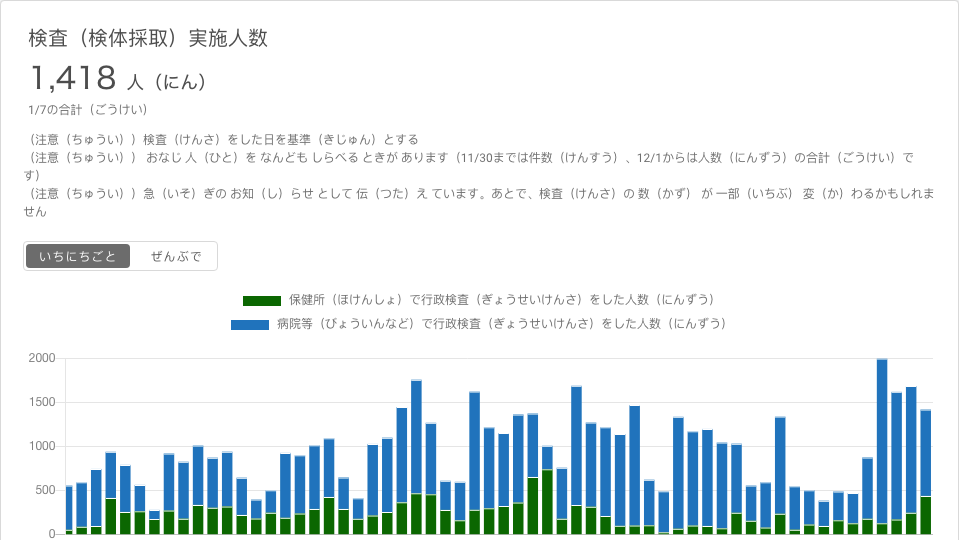 検査（検体採取）実施人数
1,418 人（にん）
1/7の合計（ごうけい）
（注意（ちゅうい））検査（けんさ）をした日を基準（きじゅん）とする
（注意（ちゅうい）） おなじ 人（ひと）を なんども しらべる ときが あります（11/30までは件数（けんすう）、12/1からは人数（にんずう）の合計（ごうけい）で
す）
（注意（ちゅうい））急（いそ）ぎの お知（し）らせ として 伝（つた）え ています。あとで、検査（けんさ）の 数（かず） が 一部（いちぶ） 変（か）わるかもしれま
せん
いちにちごと ぜんぶで
保健所（ほけんしょ）で行政検査（ぎょうせいけんさ）をした人数（にんずう）
病院等（びょういんなど）で行政検査（ぎょうせいけんさ）をした人数（にんずう）
2000
1500
1000
500
0